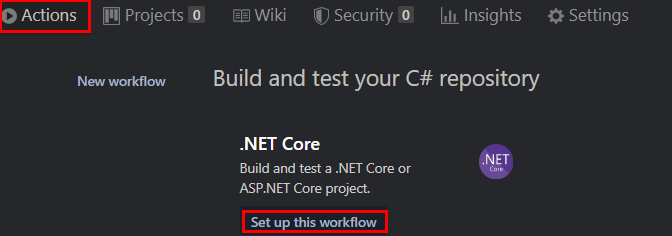 Actions Projects 0 Wiki Security 0 Insights Settings
New workflow Build and test your C# repository
.NET Core
Build and test a .NET Core or
ASP.NET Core project.
.NET
Core
Set up this workflow